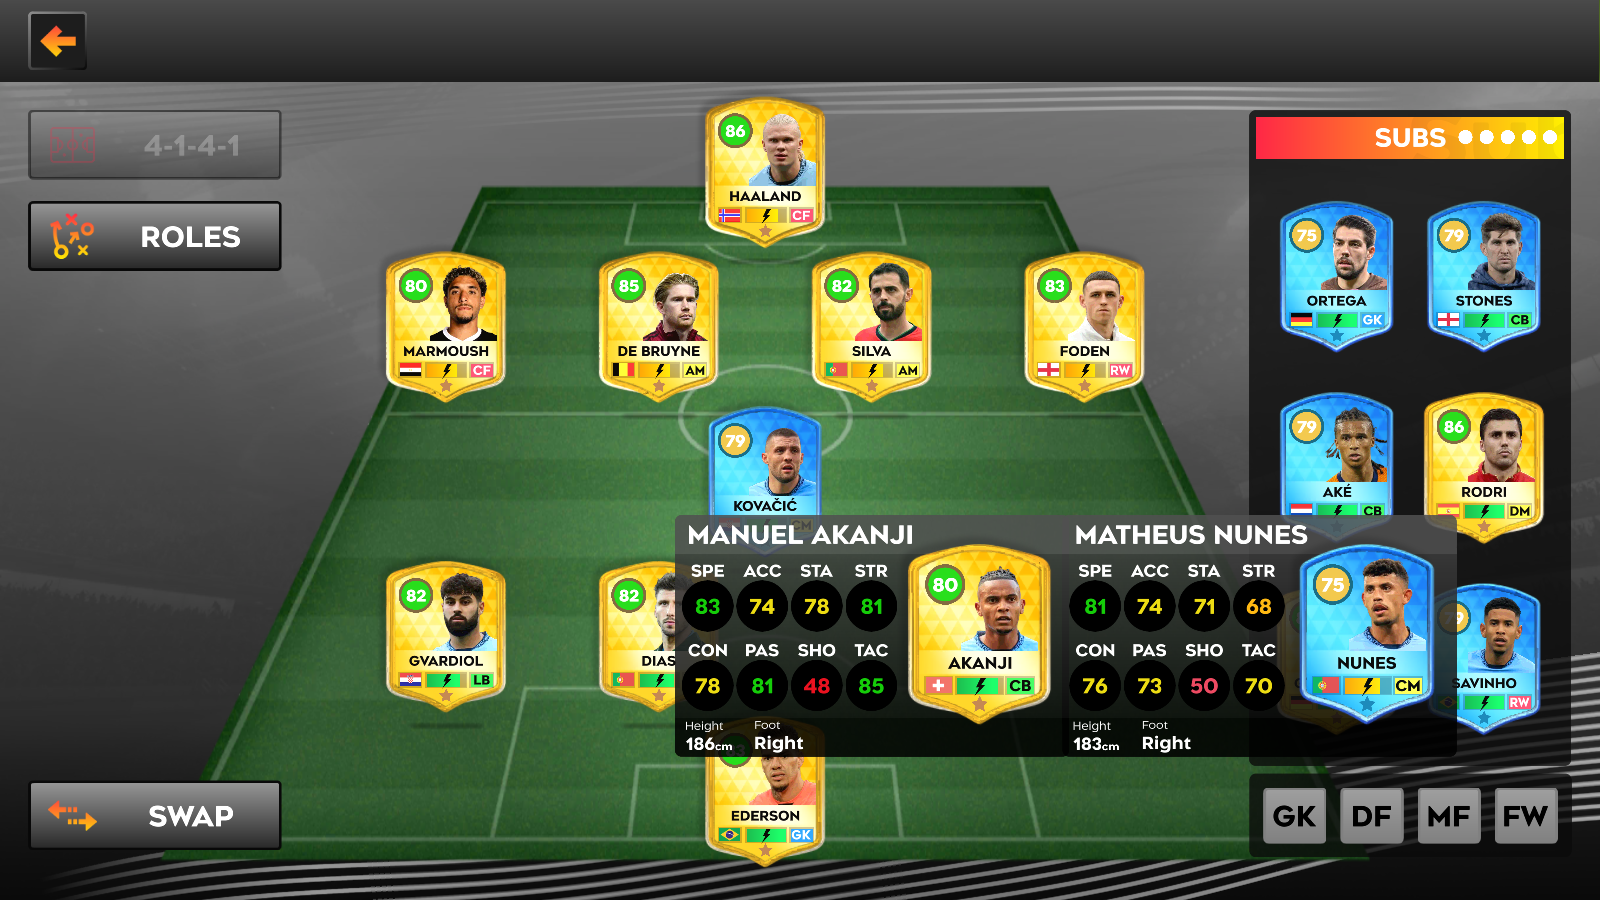 4-1-4-1
ROLES
SWAP
86
HAALAND
CF
80
MARMOUSH
CF
85
DE BRUYNE
AM
82
SILVA
AM
83
FODEN
RW
79
KOVAČIĆ
CM
82
GVARDIOL
LB
82
DIAS
EDERSON
GK
MANUEL AKANJI
SPE ACC STA STR
83 74 78 81
CON PAS SHO TAC
78 81 48 85
Height Foot
186cm Right
80
AKANJI
CB
MATHEUS NUNES
SPE ACC STA STR
81 74 71 68
CON PAS SHO TAC
76 73 50 70
Height Foot
183cm Right
75
NUNES
CM
SUBS
75
ORTEGA
GK
79
STONES
CB
79
AKÉ
CB
86
RODRI
DM
SAVINHO
RW
GK DF MF FW